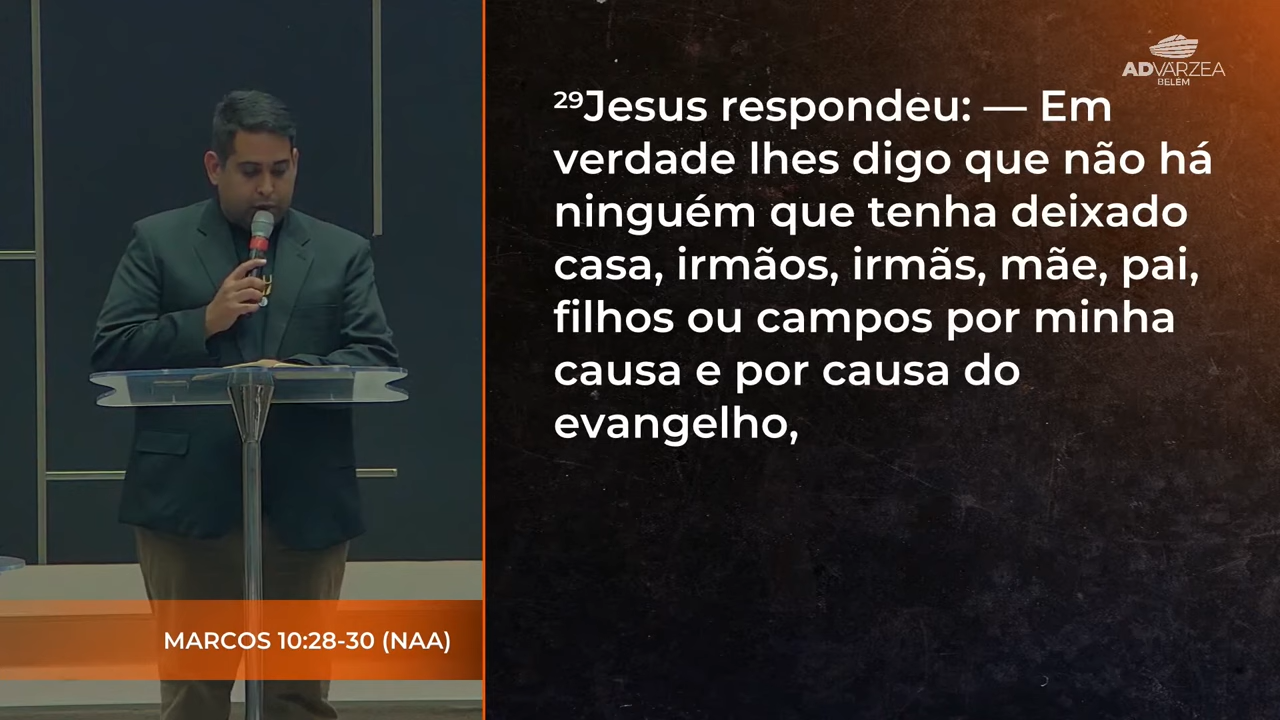 ADVÁRZEA
BELÉM
²⁹Jesus respondeu: — Em
verdade lhes digo que não há
ninguém que tenha deixado
casa, irmãos, irmãs, mãe, pai,
filhos ou campos por minha
causa e por causa do
evangelho,
MARCOS 10:28-30 (NAA)